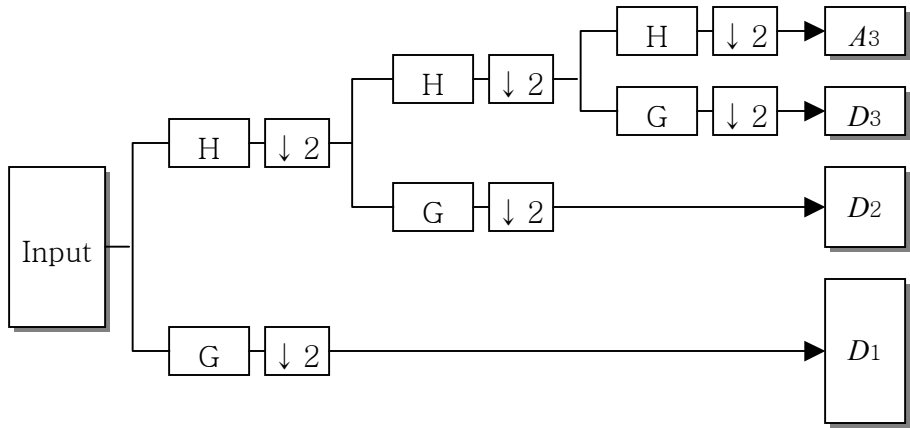 H ↓ 2 A3
H ↓ 2
G ↓ 2 D3
H ↓ 2
G ↓ 2 D2
Input
G ↓ 2 D1